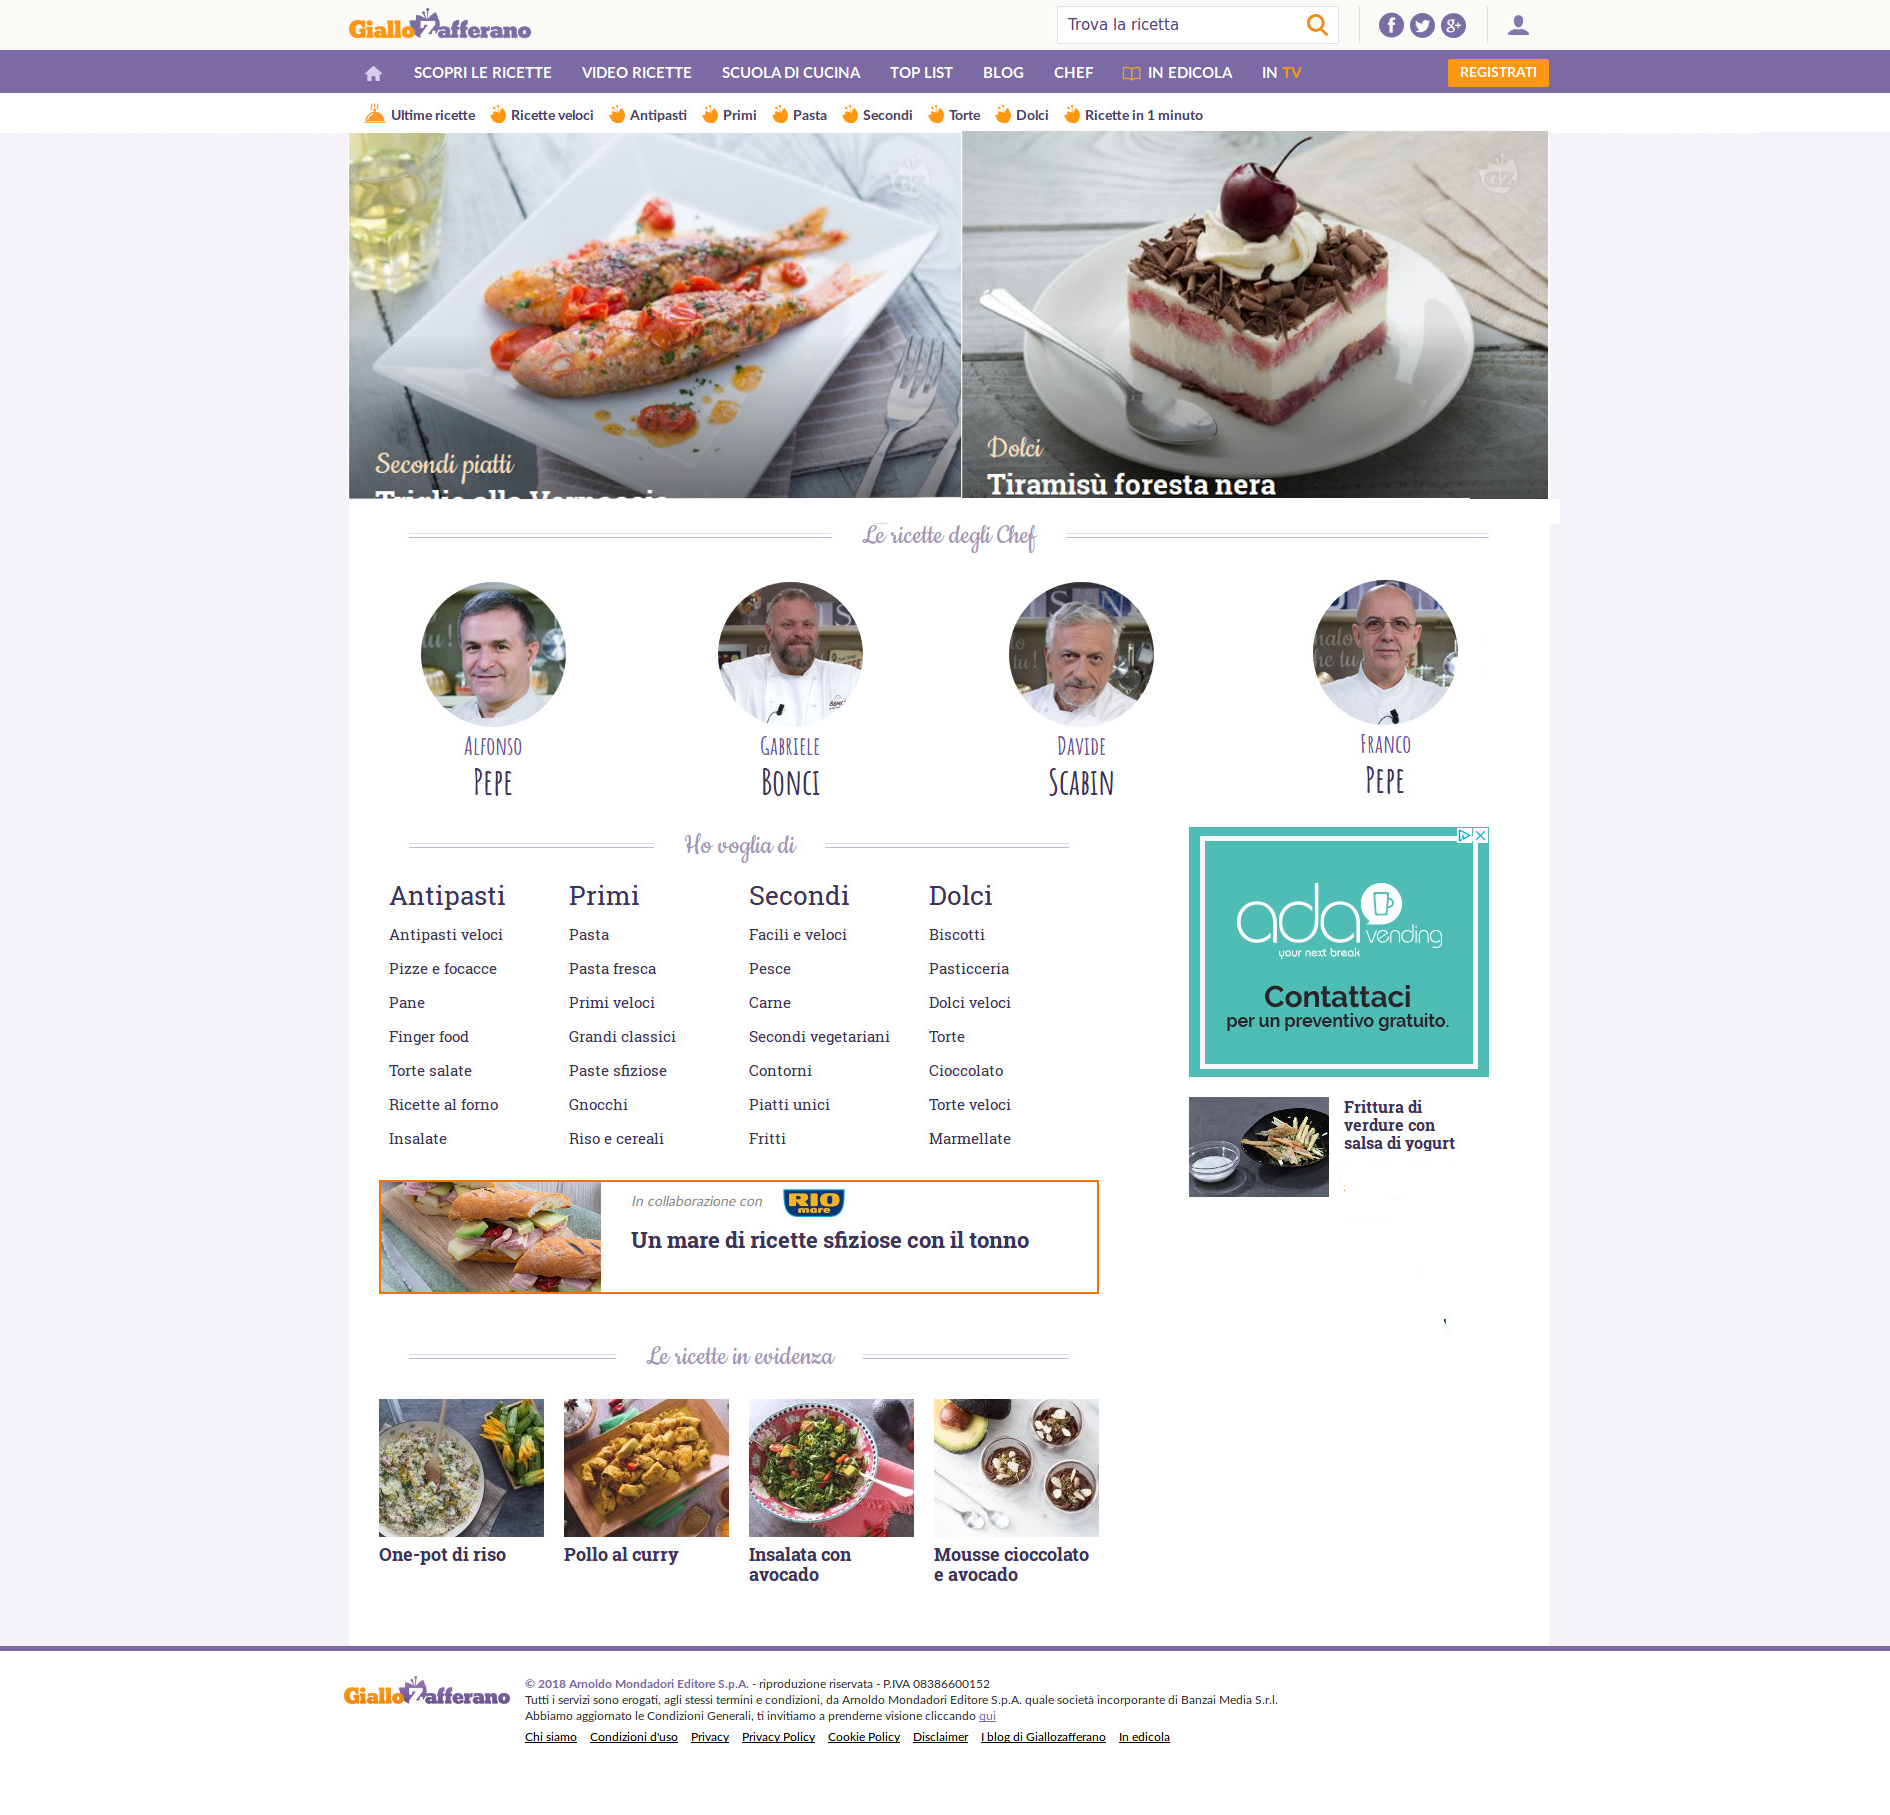 GialloZafferano
Trova la ricetta
SCOPRI LE RICETTE VIDEO RICETTE SCUOLA DI CUCINA TOP LIST BLOG CHEF IN EDICOLA IN TV REGISTRATI
Ultime ricette Ricette veloci Antipasti Primi Pasta Secondi Torte Dolci Ricette in 1 minuto
GZ
GZ
Secondi piatti
Dolci
Tiramisù foresta nera
Le ricette degli Chef
Alfonso
Pepe
Gabriele
Bonci
Davide
Scabin
Franco
Pepe
Ho voglia di
Antipasti
Antipasti veloci
Pizze e focacce
Pane
Finger food
Torte salate
Ricette al forno
Insalate
Primi
Pasta
Pasta fresca
Primi veloci
Grandi classici
Paste sfiziose
Gnocchi
Riso e cereali
Secondi
Facili e veloci
Pesce
Carne
Secondi vegetariani
Contorni
Piatti unici
Fritti
Dolci
Biscotti
Pasticceria
Dolci veloci
Torte
Cioccolato
Torte veloci
Marmellate
ada vending
your next break
Contattaci
per un preventivo gratuito.
Frittura di
verdure con
salsa di yogurt
In collaborazione con RIO mare
Un mare di ricette sfiziose con il tonno
Le ricette in evidenza
One-pot di riso
Pollo al curry
Insalata con
avocado
Mousse cioccolato
e avocado
GialloZafferano
© 2018 Arnoldo Mondadori Editore S.p.A. - riproduzione riservata - P.IVA 08386600152
Tutti i servizi sono erogati, agli stessi termini e condizioni, da Arnoldo Mondadori Editore S.p.A. quale società incorporante di Banzai Media S.r.l.
Abbiamo aggiornato le Condizioni Generali, ti invitiamo a prenderne visione cliccando qui
Chi siamo Condizioni d'uso Privacy Privacy Policy Cookie Policy Disclaimer I blog di Giallozafferano In edicola